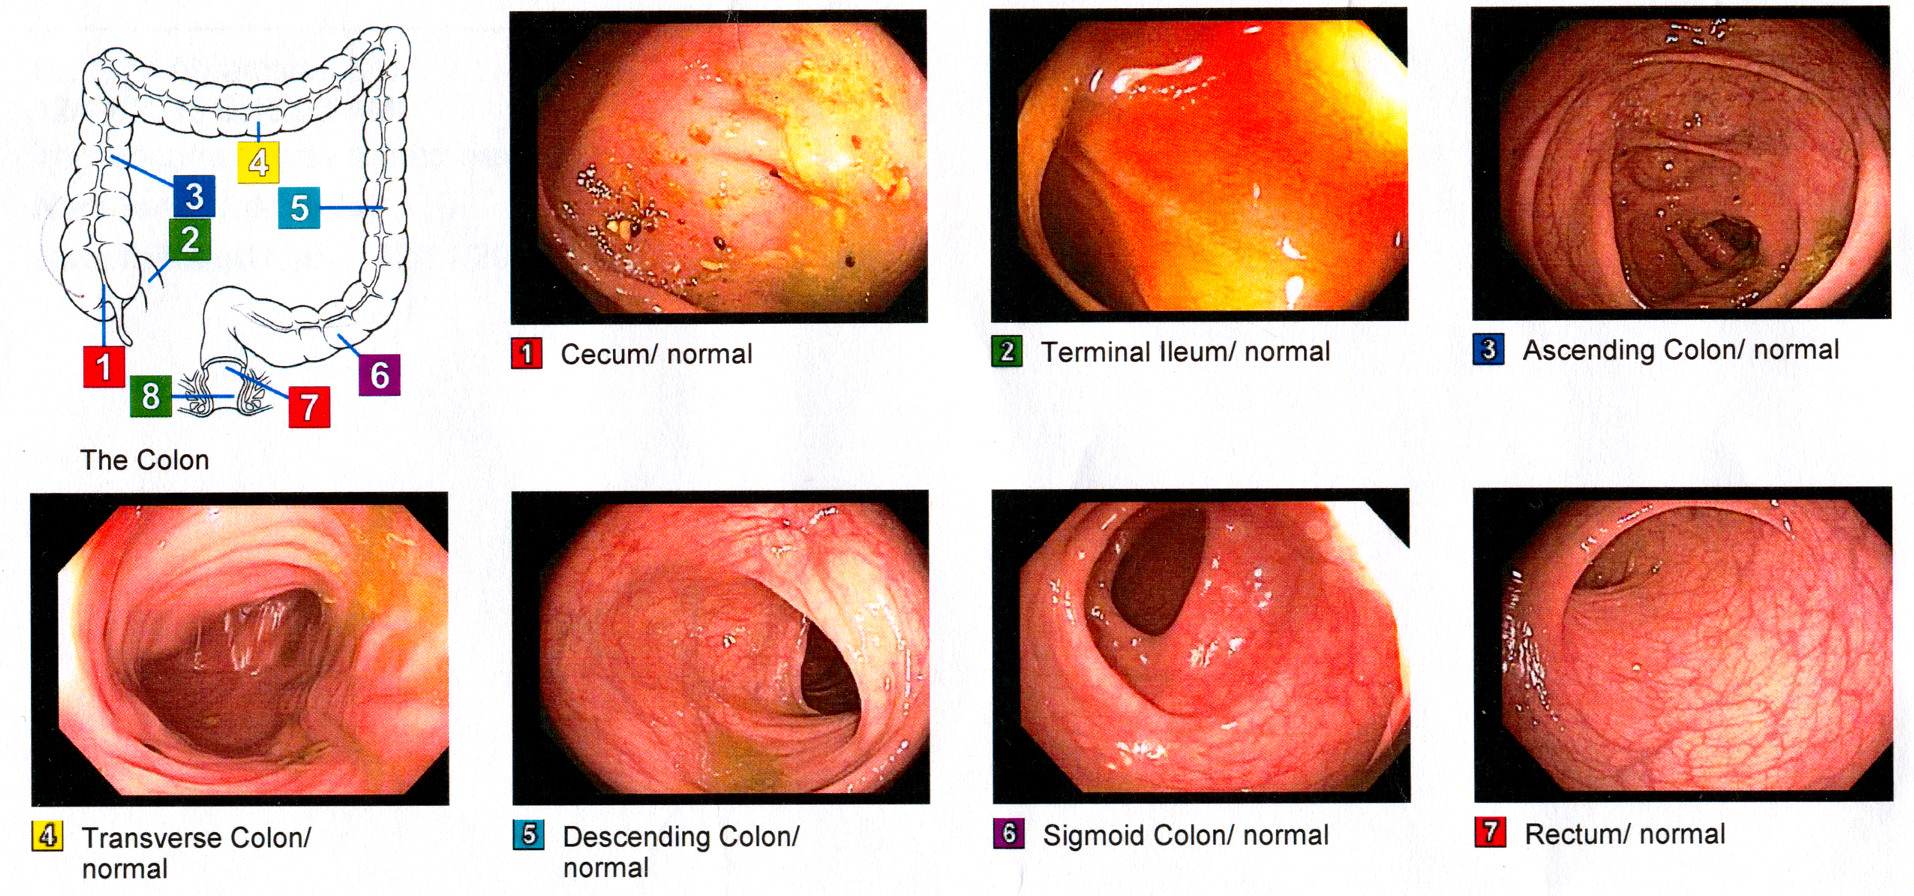 4
3
5
2
1
6
8
7
The Colon
1 Cecum/ normal
2 Terminal Ileum/ normal
3 Ascending Colon/ normal
4 Transverse Colon/
normal
5 Descending Colon/
normal
6 Sigmoid Colon/ normal
7 Rectum/ normal